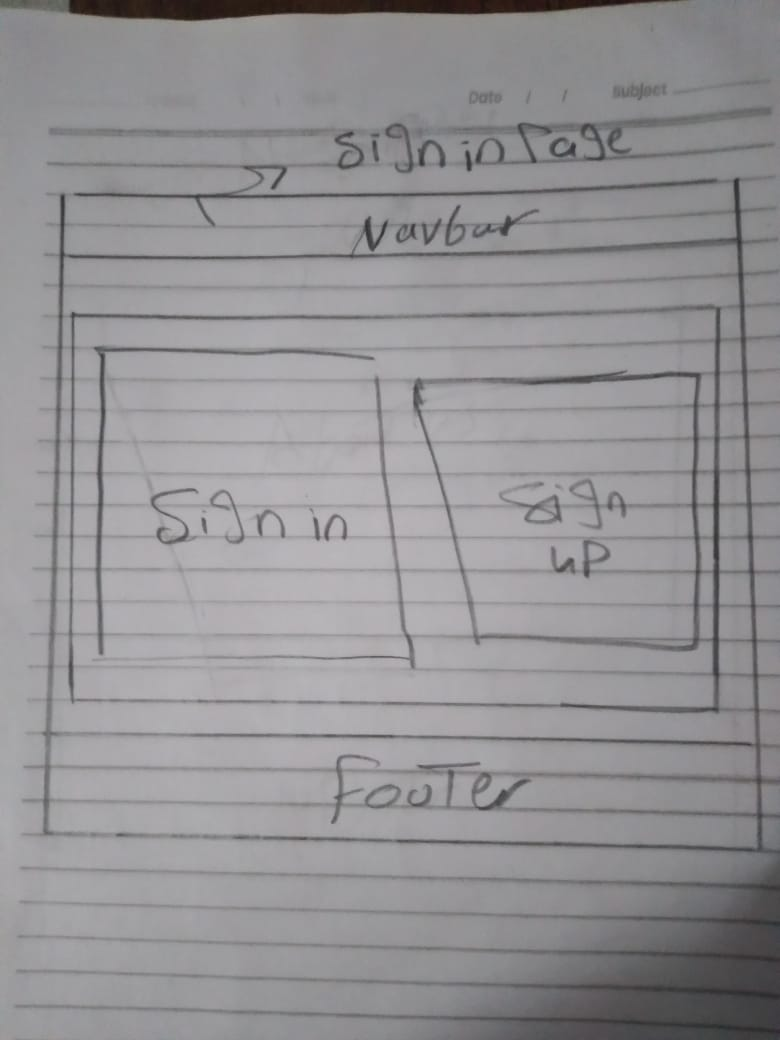 Date / / Subject
Sign in Page
Navbar
Sign in
Sign
up
Footer